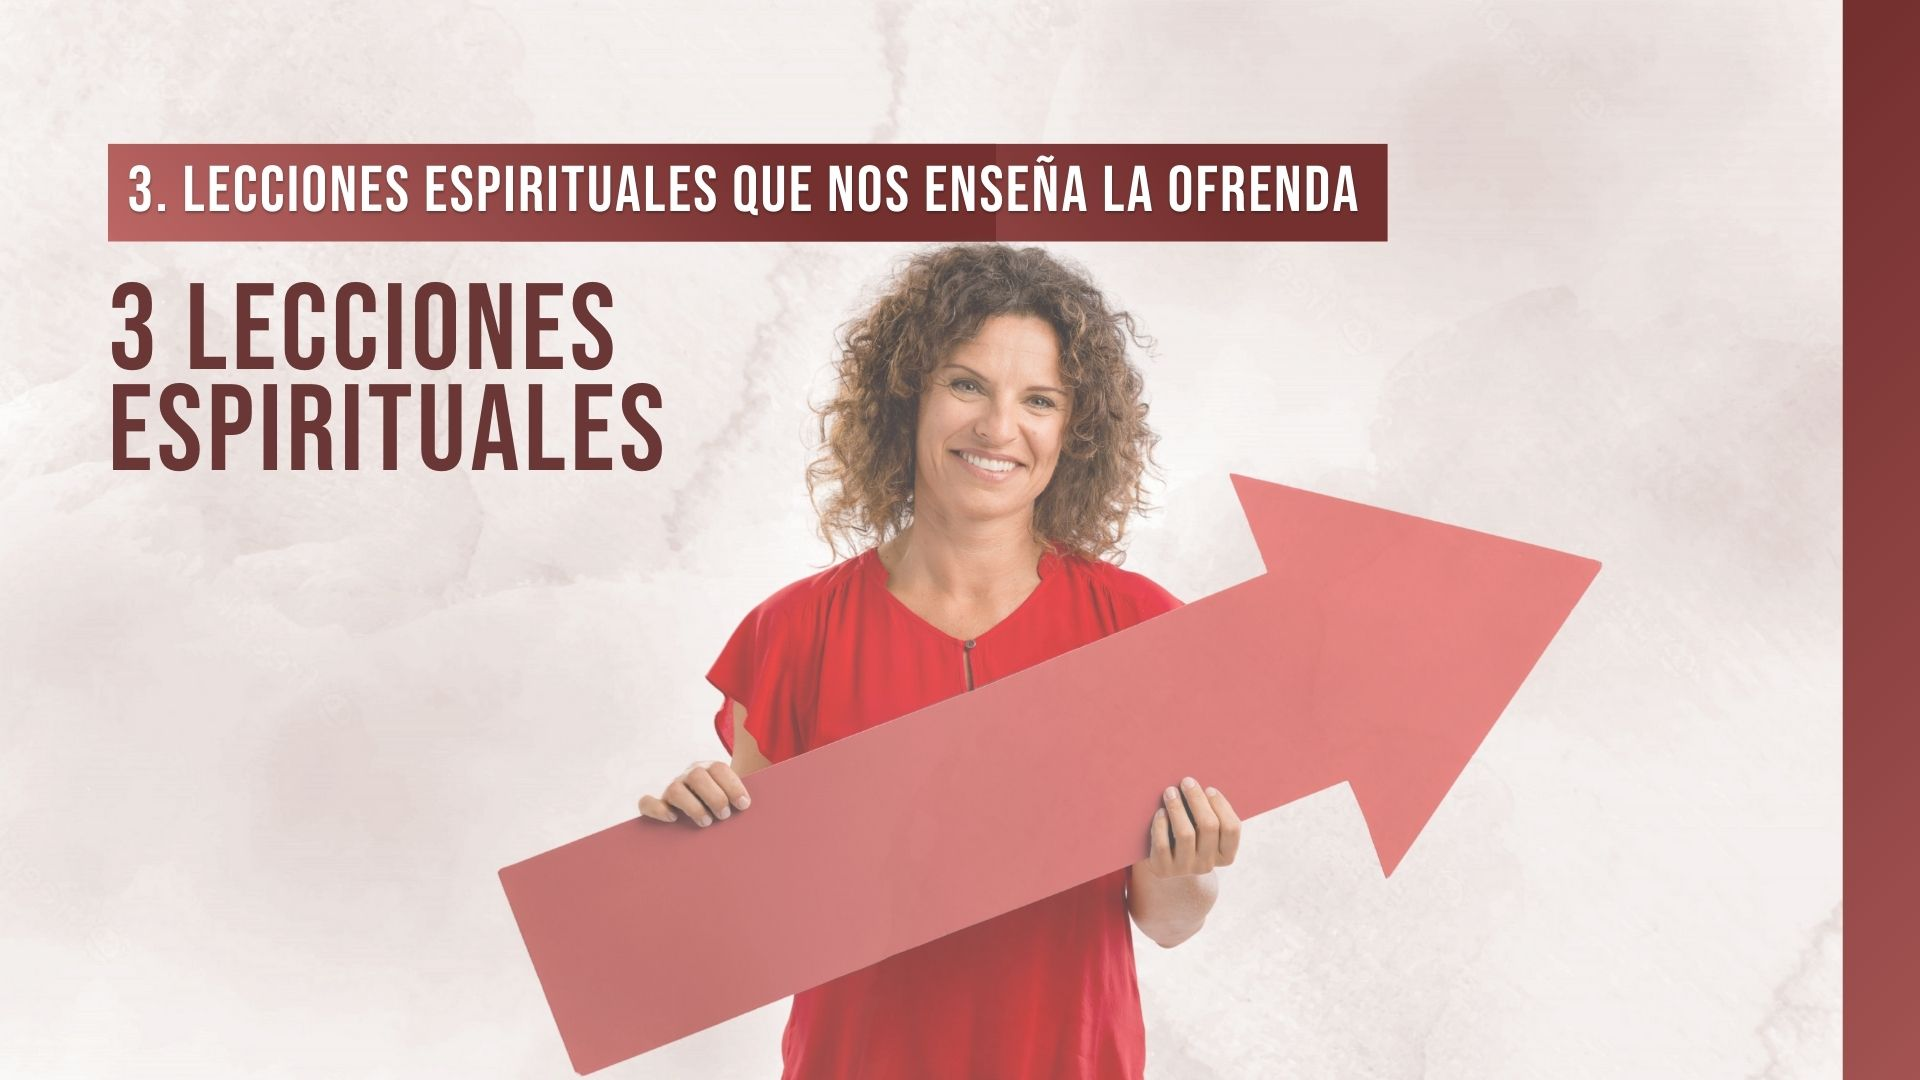 3. LECCIONES ESPIRITUALES QUE NOS ENSEÑA LA OFRENDA
3 LECCIONES
ESPIRITUALES